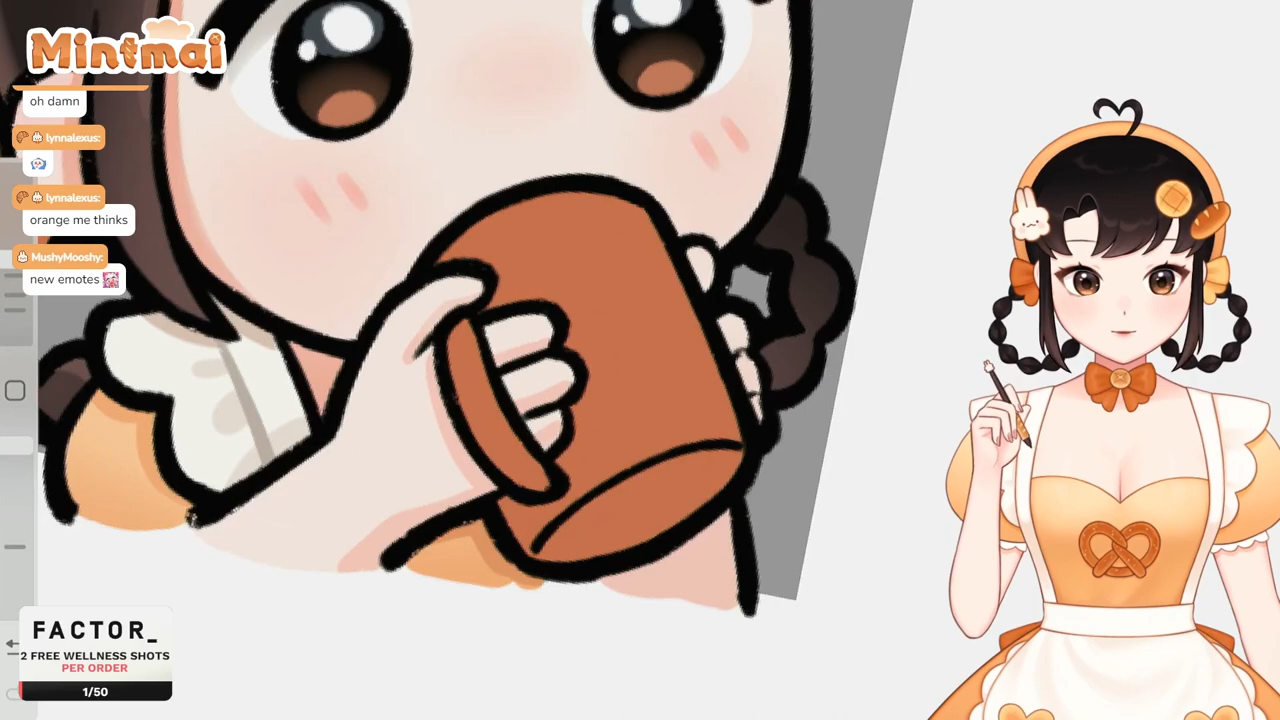 Mintmai
oh damn
lynnalexus:
lynnalexus:
orange me thinks
MushyMooshy:
new emotes
FACTOR_
2 FREE WELLNESS SHOTS
PER ORDER
1/50